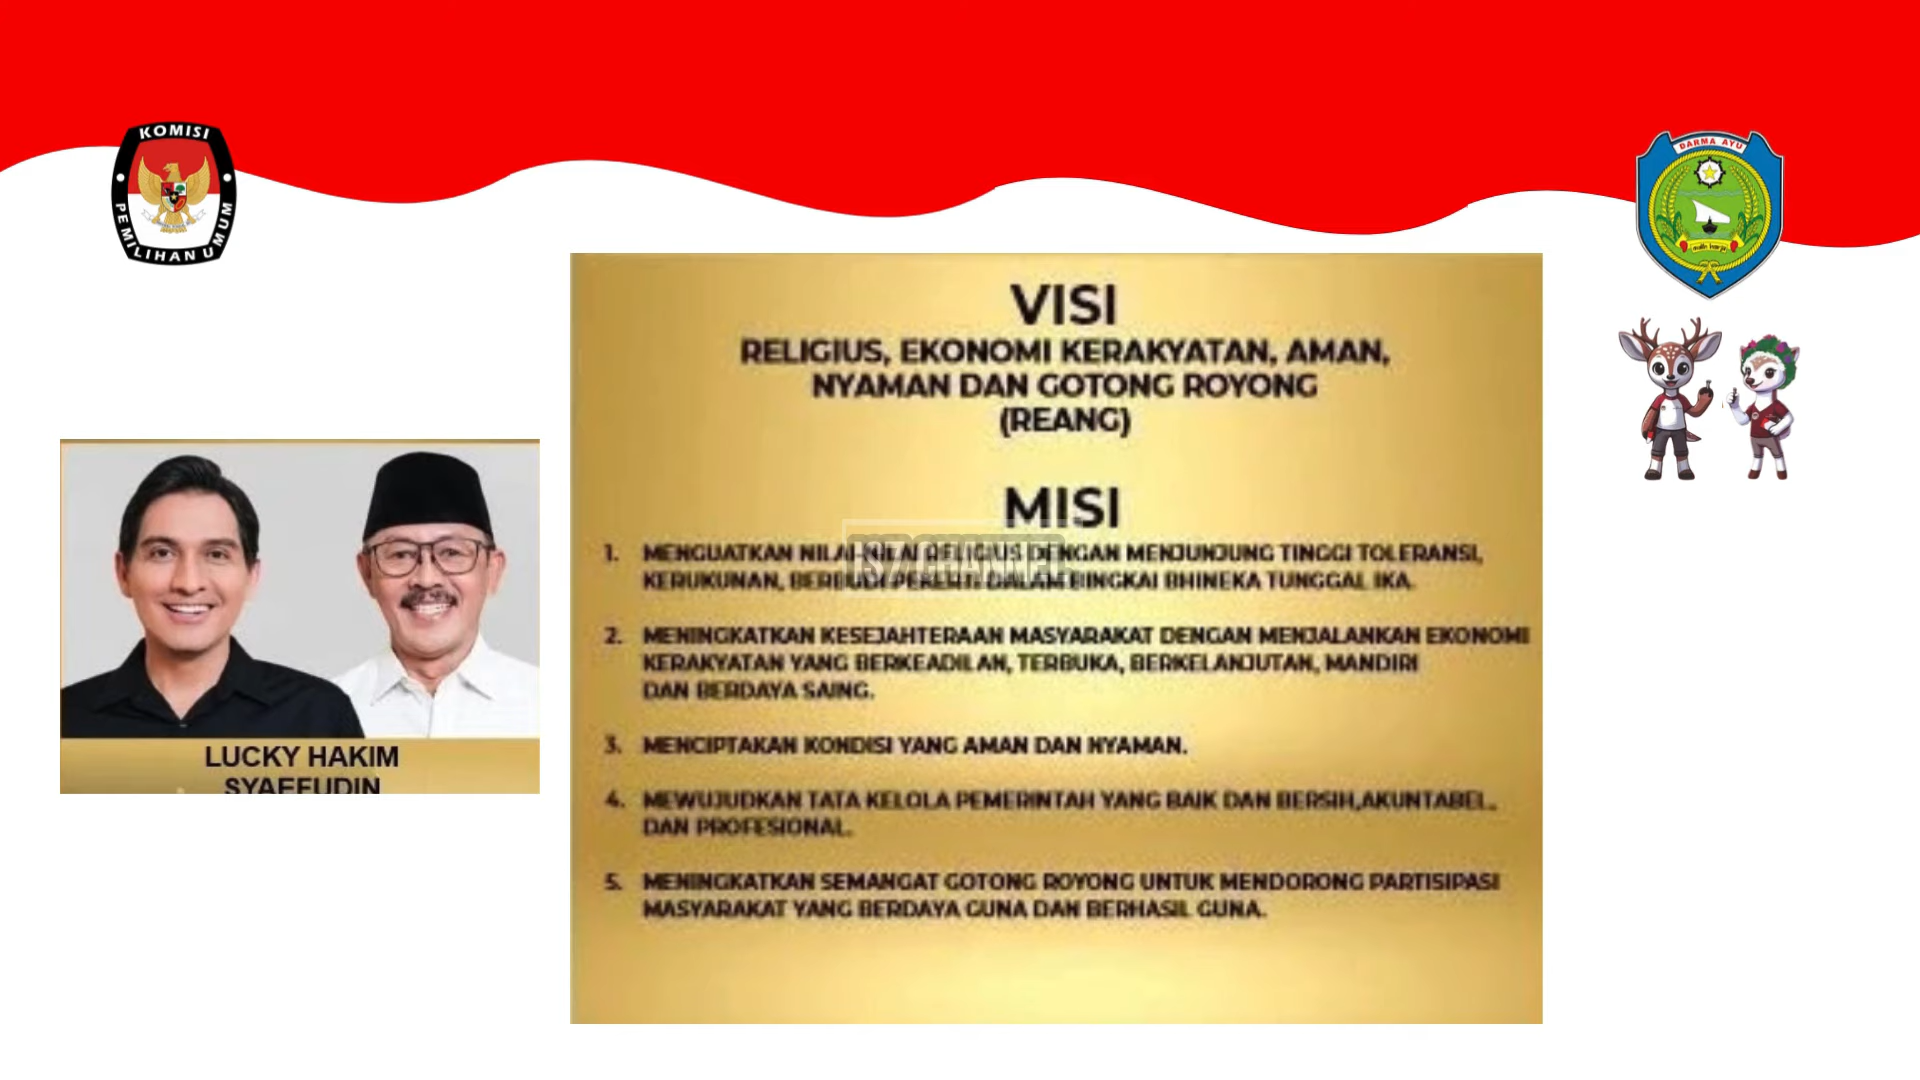 KOMISI
PEMILIHAN UMUM
DARMA AYU
VISI
RELIGIUS, EKONOMI KERAKYATAN, AMAN,
NYAMAN DAN GOTONG ROYONG
(REANG)
MISI
1. MENGUATKAN NILAI-NILAI RELIGIUS DENGAN MENJUNJUNG TINGGI TOLERANSI,
KERUKUNAN, BERBUDI PEKERTI DALAM BINGKAI BHINEKA TUNGGAL IKA.
IS7 CHANNEL
2. MENINGKATKAN KESEJAHTERAAN MASYARAKAT DENGAN MENJALANKAN EKONOMI
KERAKYATAN YANG BERKEADILAN, TERBUKA, BERKELANJUTAN, MANDIRI
DAN BERDAYA SAING.
3. MENCIPTAKAN KONDISI YANG AMAN DAN NYAMAN.
4. MEWUJUDKAN TATA KELOLA PEMERINTAH YANG BAIK DAN BERSIH,AKUNTABEL,
DAN PROFESIONAL.
5. MENINGKATKAN SEMANGAT GOTONG ROYONG UNTUK MENDORONG PARTISIPASI
MASYARAKAT YANG BERDAYA GUNA DAN BERHASIL GUNA.
LUCKY HAKIM
SYAEFUDIN